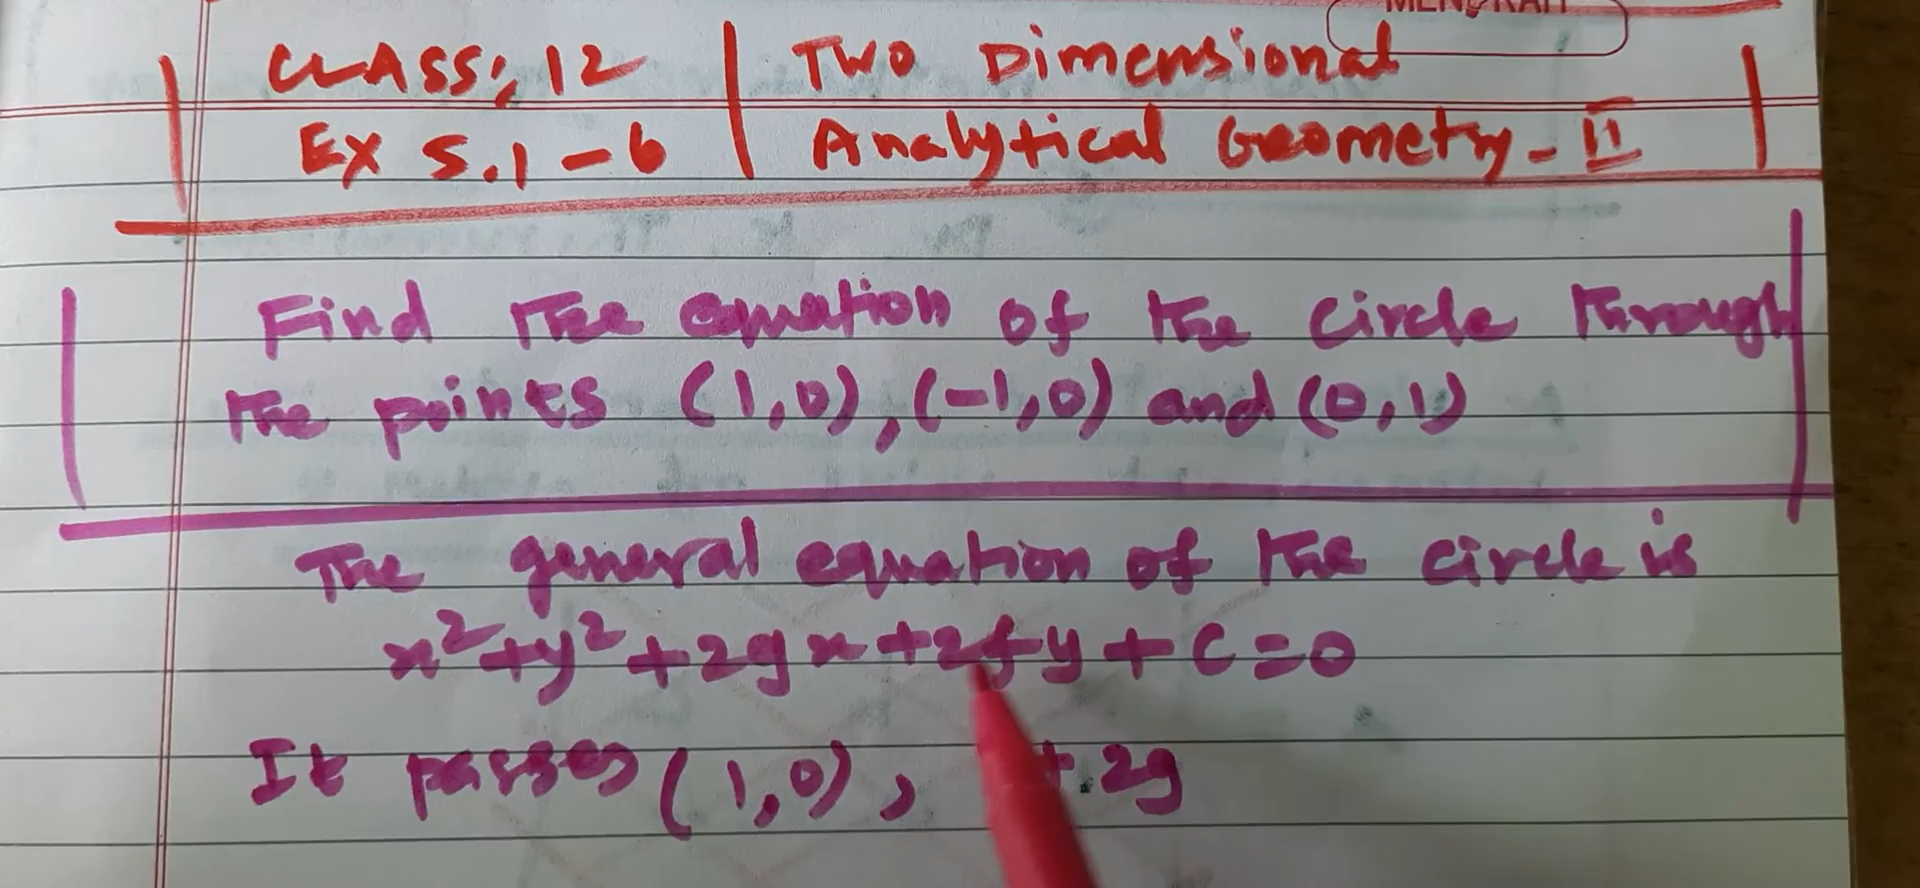 CLASS: 12
EX 5.1 - 6
Two Dimensional
Analytical Geometry - II
Find the equation of the circle through
the points (1,0), (-1,0) and (0,1)
The general equation of the circle is
x² + y² + 2gx + 2fy + c = 0
It passes (1,0), + 2g